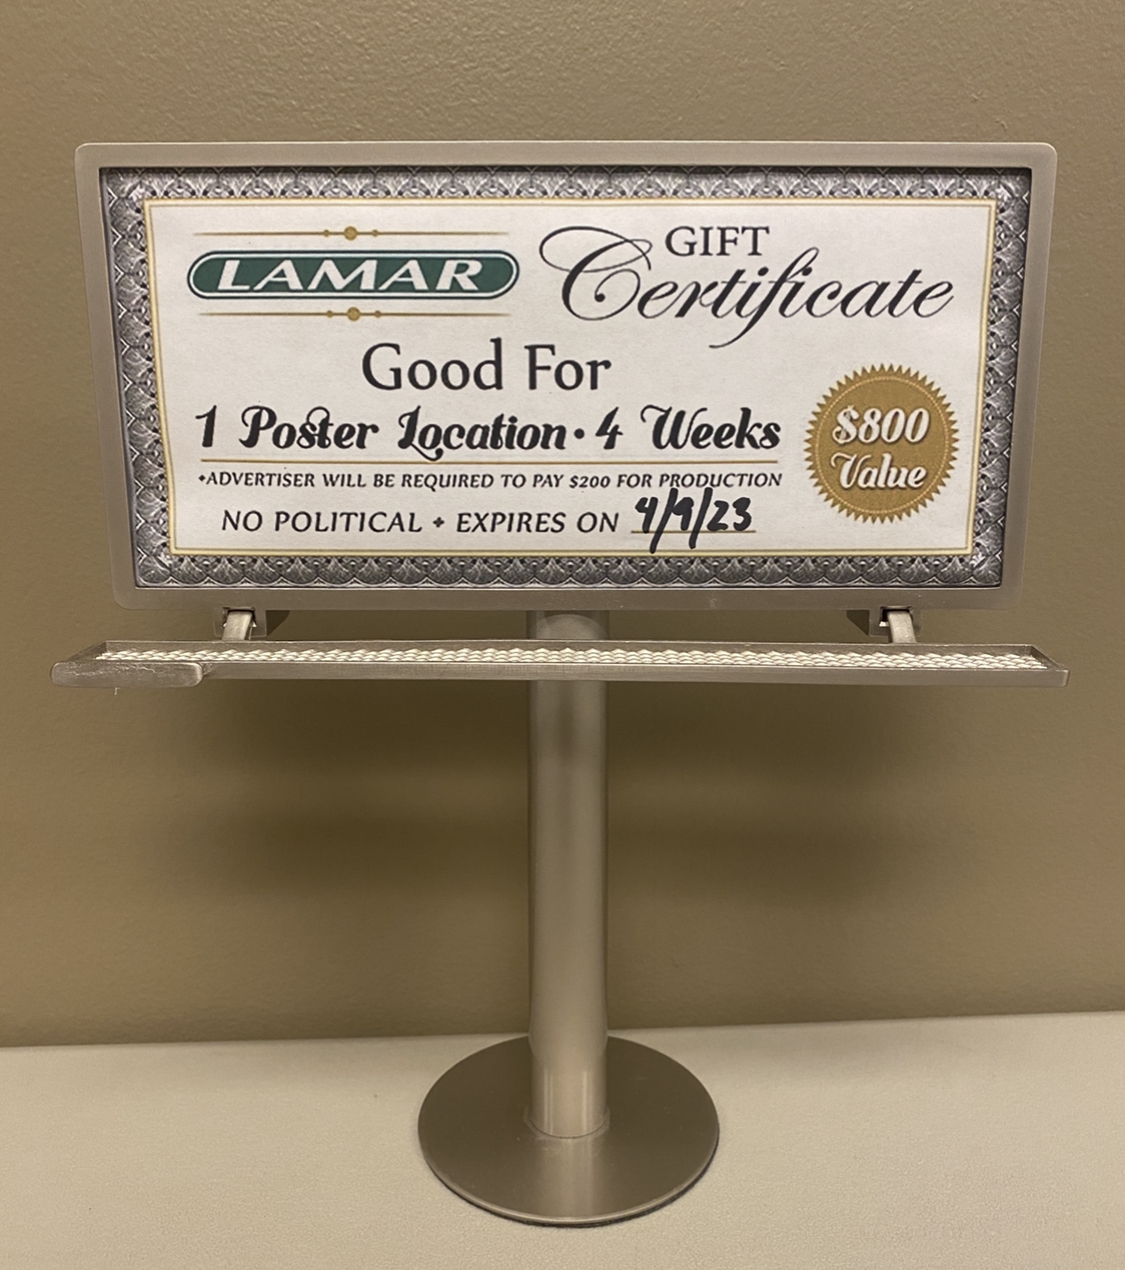 LAMAR
GIFT
Certificate
Good For
1 Poster Location • 4 Weeks
$800
Value
*ADVERTISER WILL BE REQUIRED TO PAY $200 FOR PRODUCTION
NO POLITICAL * EXPIRES ON 4/9/23